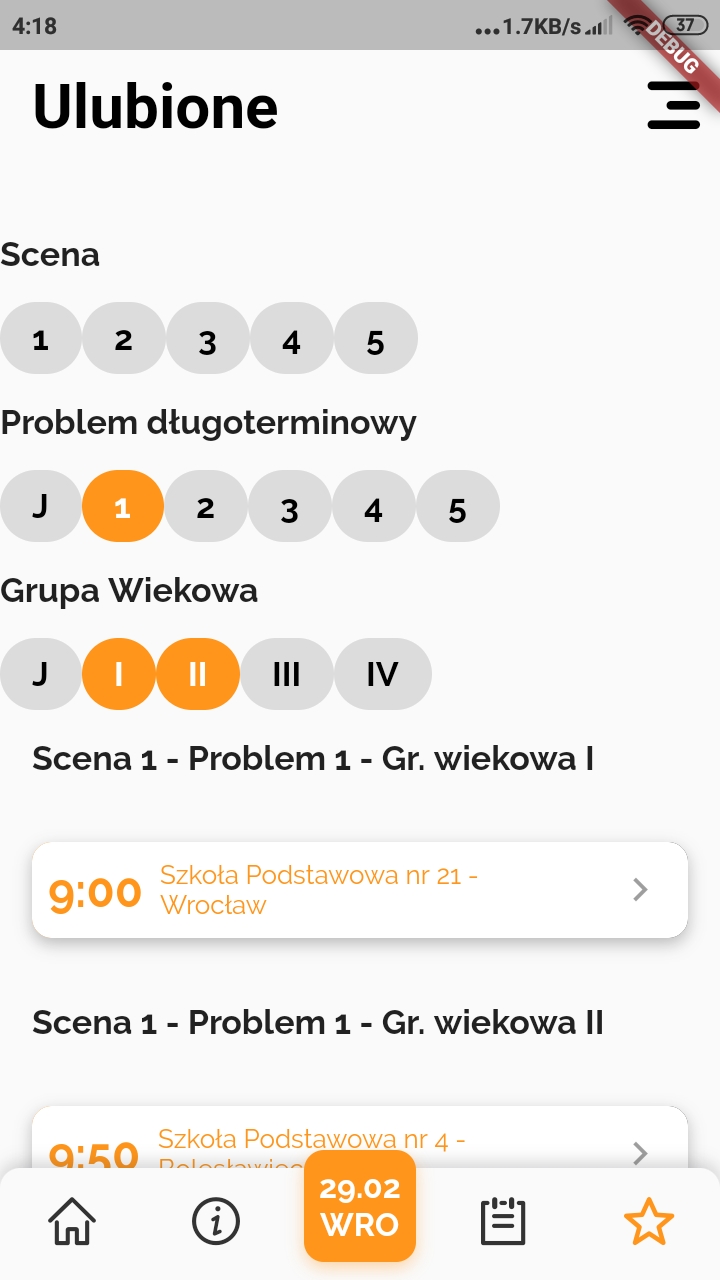 4:18
...1.7KB/s
37
DEBUG
Ulubione
Scena
1 2 3 4 5
Problem długoterminowy
J 1 2 3 4 5
Grupa Wiekowa
J I II III IV
Scena 1 - Problem 1 - Gr. wiekowa I
9:00
Szkoła Podstawowa nr 21 -
Wrocław
Scena 1 - Problem 1 - Gr. wiekowa II
9:50
Szkoła Podstawowa nr 4 -
Bolesławiec
29.02
WRO